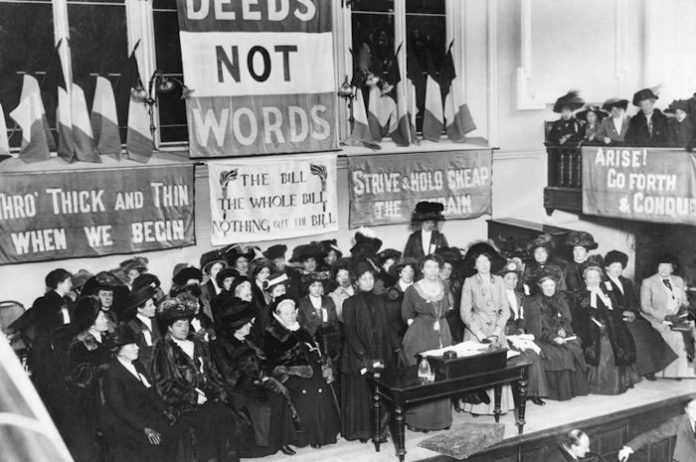 DEEDS
NOT
WORDS
THRO' THICK AND THIN
WHEN WE BEGIN
THE BILL
THE WHOLE BILL
NOTHING BUT THE BILL
STRIVE & HOLD CHEAP
THE
ARISE!
GO FORTH
& CONQUER